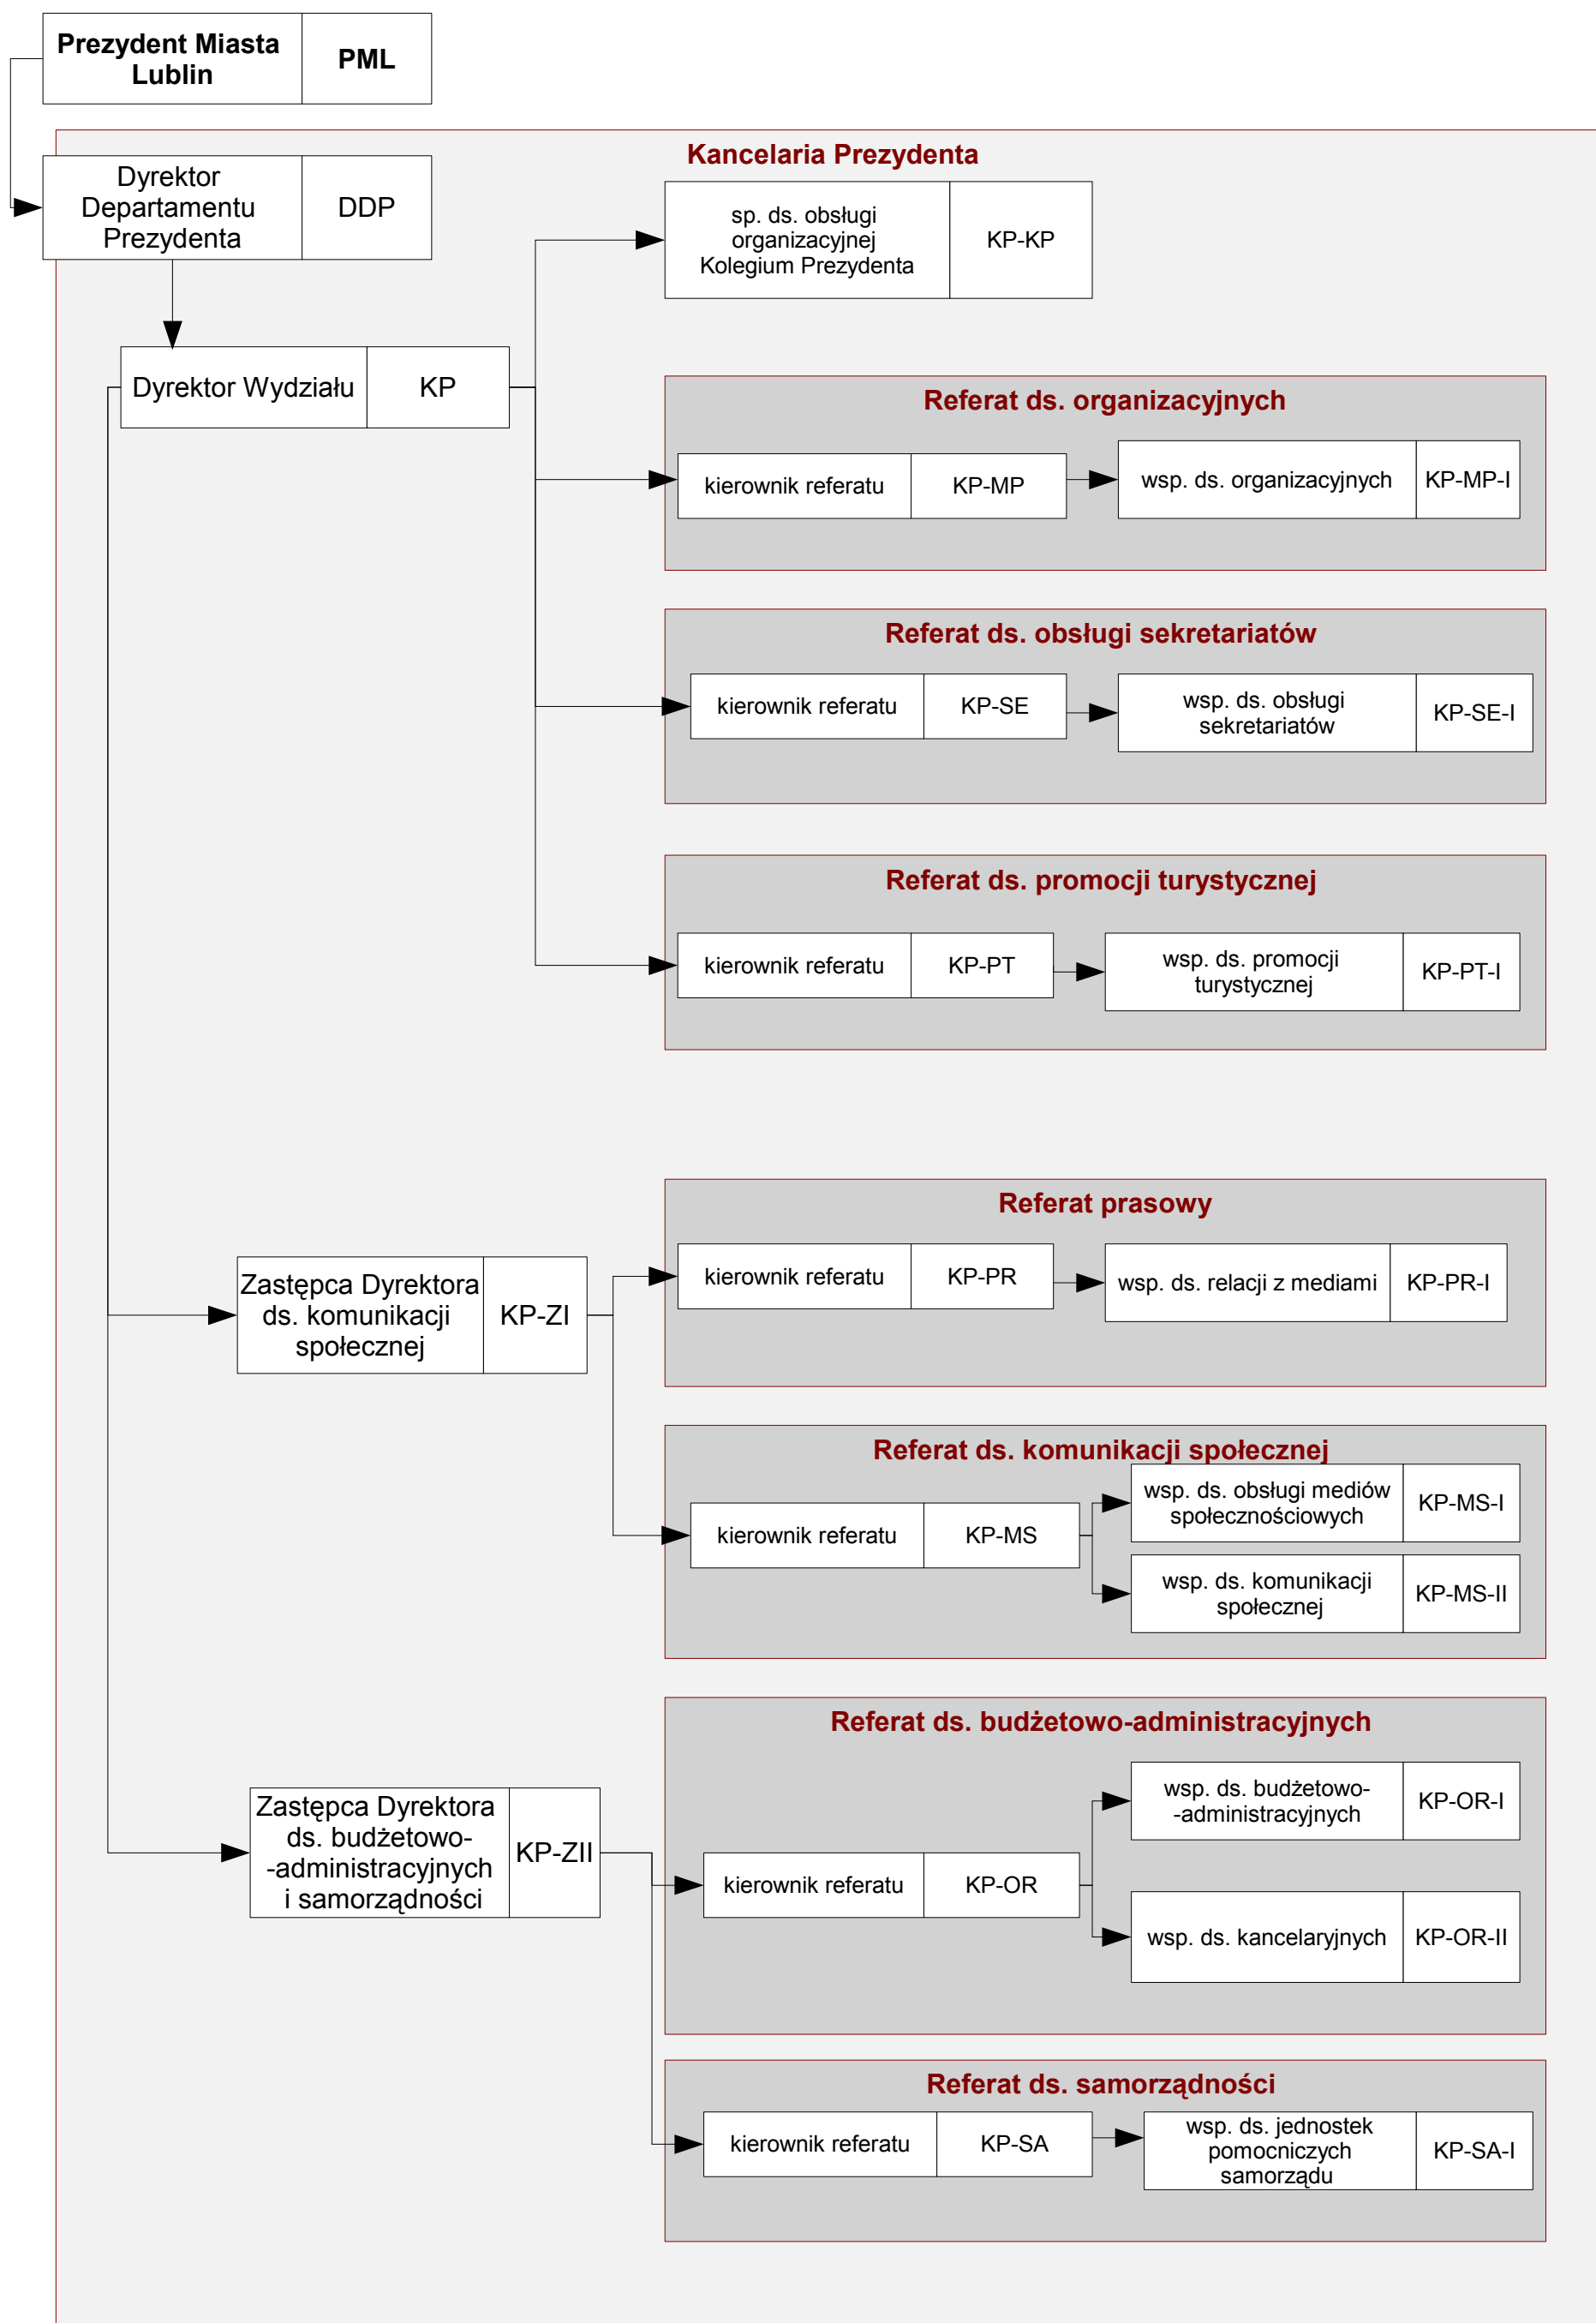 Prezydent Miasta
Lublin
PML
Kancelaria Prezydenta
Dyrektor
Departamentu
Prezydenta
DDP
sp. ds. obsługi
organizacyjnej
Kolegium Prezydenta
KP-KP
Dyrektor Wydziału
KP
Referat ds. organizacyjnych
kierownik referatu
KP-MP
wsp. ds. organizacyjnych
KP-MP-I
Referat ds. obsługi sekretariatów
kierownik referatu
KP-SE
wsp. ds. obsługi
sekretariatów
KP-SE-I
Referat ds. promocji turystycznej
kierownik referatu
KP-PT
wsp. ds. promocji
turystycznej
KP-PT-I
Referat prasowy
Zastępca Dyrektora
ds. komunikacji
społecznej
KP-ZI
kierownik referatu
KP-PR
wsp. ds. relacji z mediami
KP-PR-I
Referat ds. komunikacji społecznej
kierownik referatu
KP-MS
wsp. ds. obsługi mediów
społecznościowych
KP-MS-I
wsp. ds. komunikacji
społecznej
KP-MS-II
Referat ds. budżetowo-administracyjnych
Zastępca Dyrektora
ds. budżetowo-
-administracyjnych
i samorządności
KP-ZII
kierownik referatu
KP-OR
wsp. ds. budżetowo-
-administracyjnych
KP-OR-I
wsp. ds. kancelaryjnych
KP-OR-II
Referat ds. samorządności
kierownik referatu
KP-SA
wsp. ds. jednostek
pomocniczych
samorządu
KP-SA-I